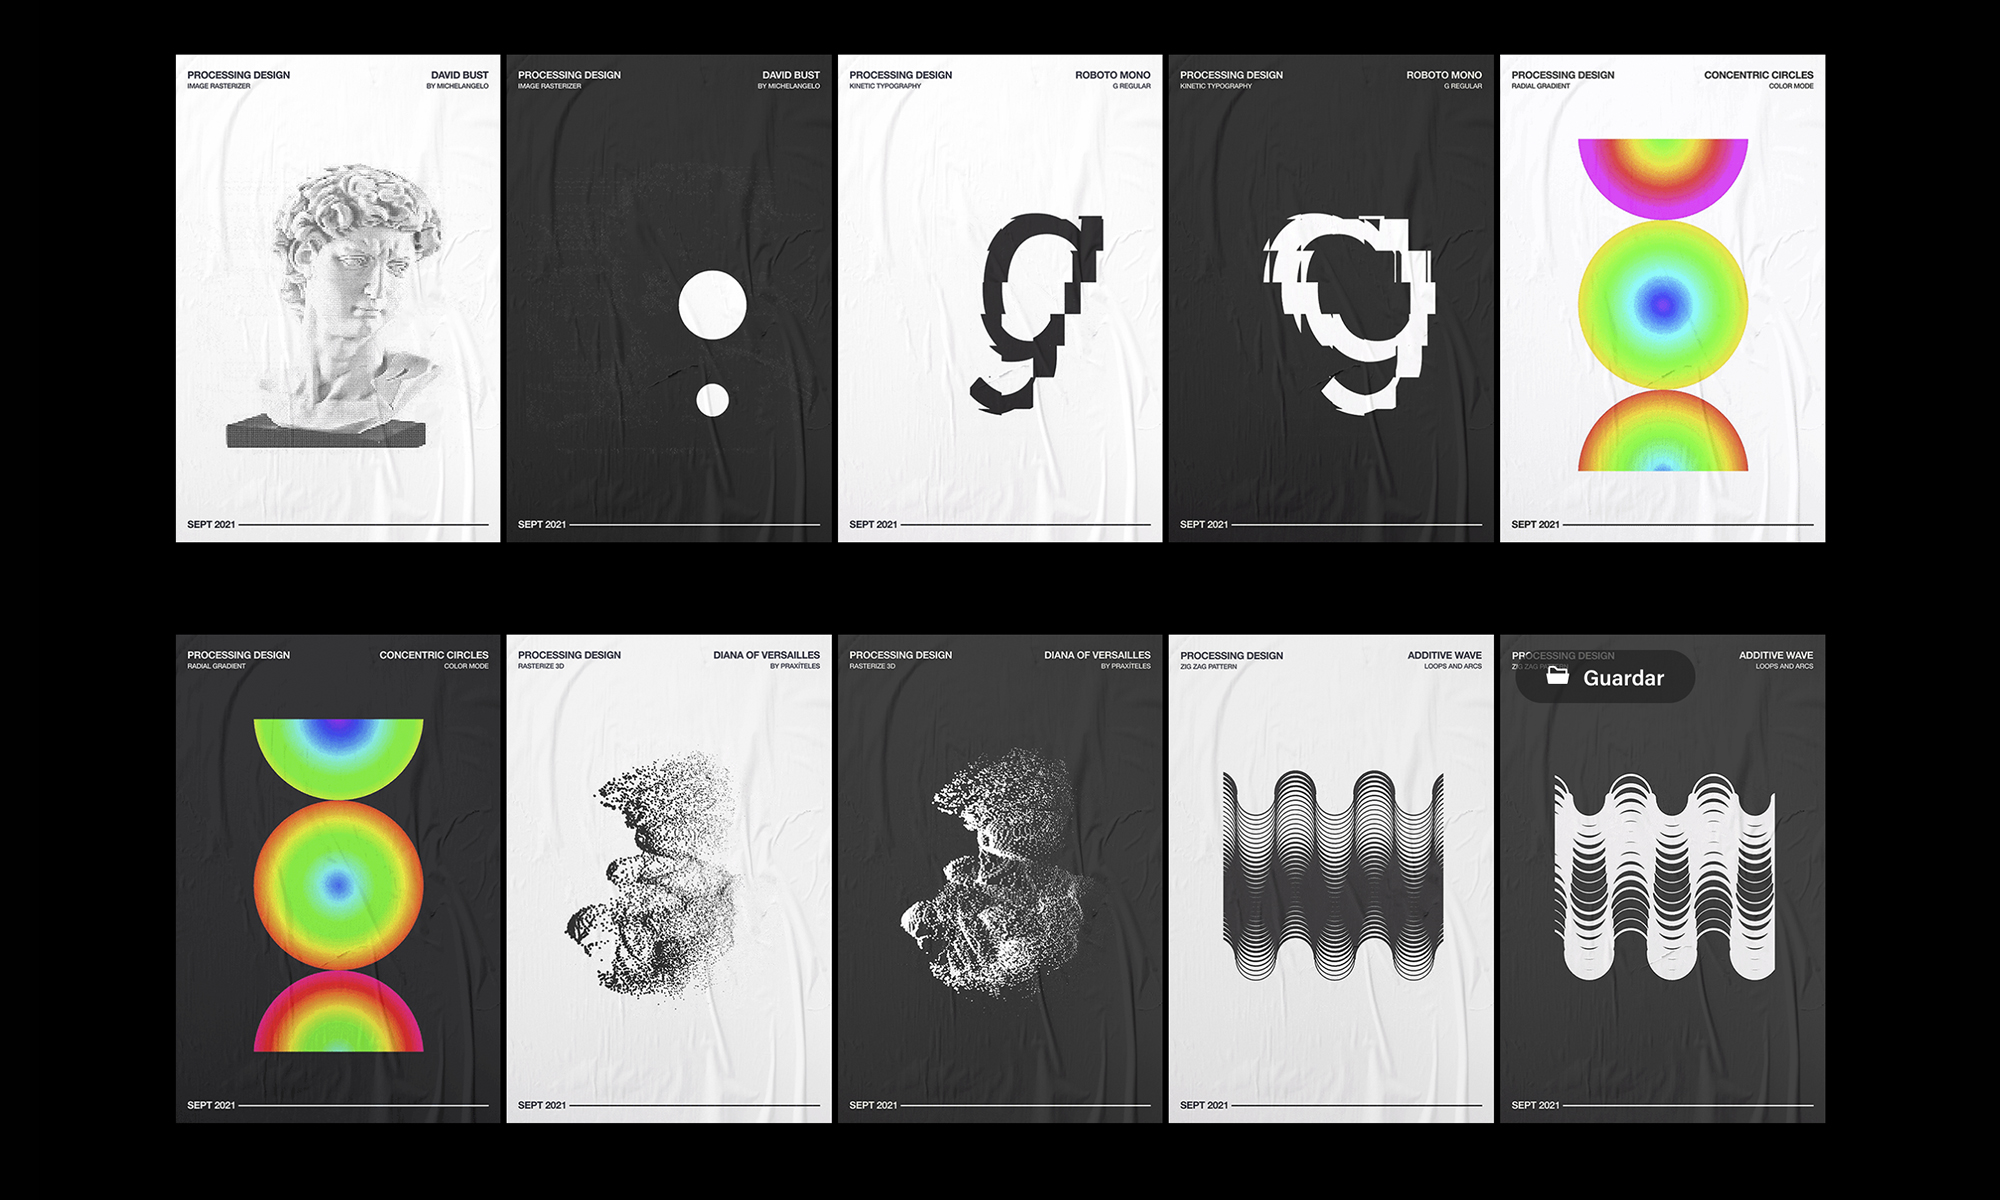 PROCESSING DESIGN
IMAGE RASTERIZER
DAVID BUST
BY MICHELANGELO
SEPT 2021
PROCESSING DESIGN
IMAGE RASTERIZER
DAVID BUST
BY MICHELANGELO
SEPT 2021
PROCESSING DESIGN
KINETIC TYPOGRAPHY
ROBOTO MONO
G REGULAR
g
SEPT 2021
PROCESSING DESIGN
KINETIC TYPOGRAPHY
ROBOTO MONO
G REGULAR
g
SEPT 2021
PROCESSING DESIGN
RADIAL GRADIENT
CONCENTRIC CIRCLES
COLOR MODE
SEPT 2021
PROCESSING DESIGN
RADIAL GRADIENT
CONCENTRIC CIRCLES
COLOR MODE
SEPT 2021
PROCESSING DESIGN
RASTERIZE 3D
DIANA OF VERSAILLES
BY PRAXÍTELES
SEPT 2021
PROCESSING DESIGN
RASTERIZE 3D
DIANA OF VERSAILLES
BY PRAXÍTELES
SEPT 2021
PROCESSING DESIGN
ZIG ZAG PATTERN
ADDITIVE WAVE
LOOPS AND ARCS
SEPT 2021
PROCESSING DESIGN
ZIG ZAG PATTERN
ADDITIVE WAVE
LOOPS AND ARCS
Guardar
SEPT 2021